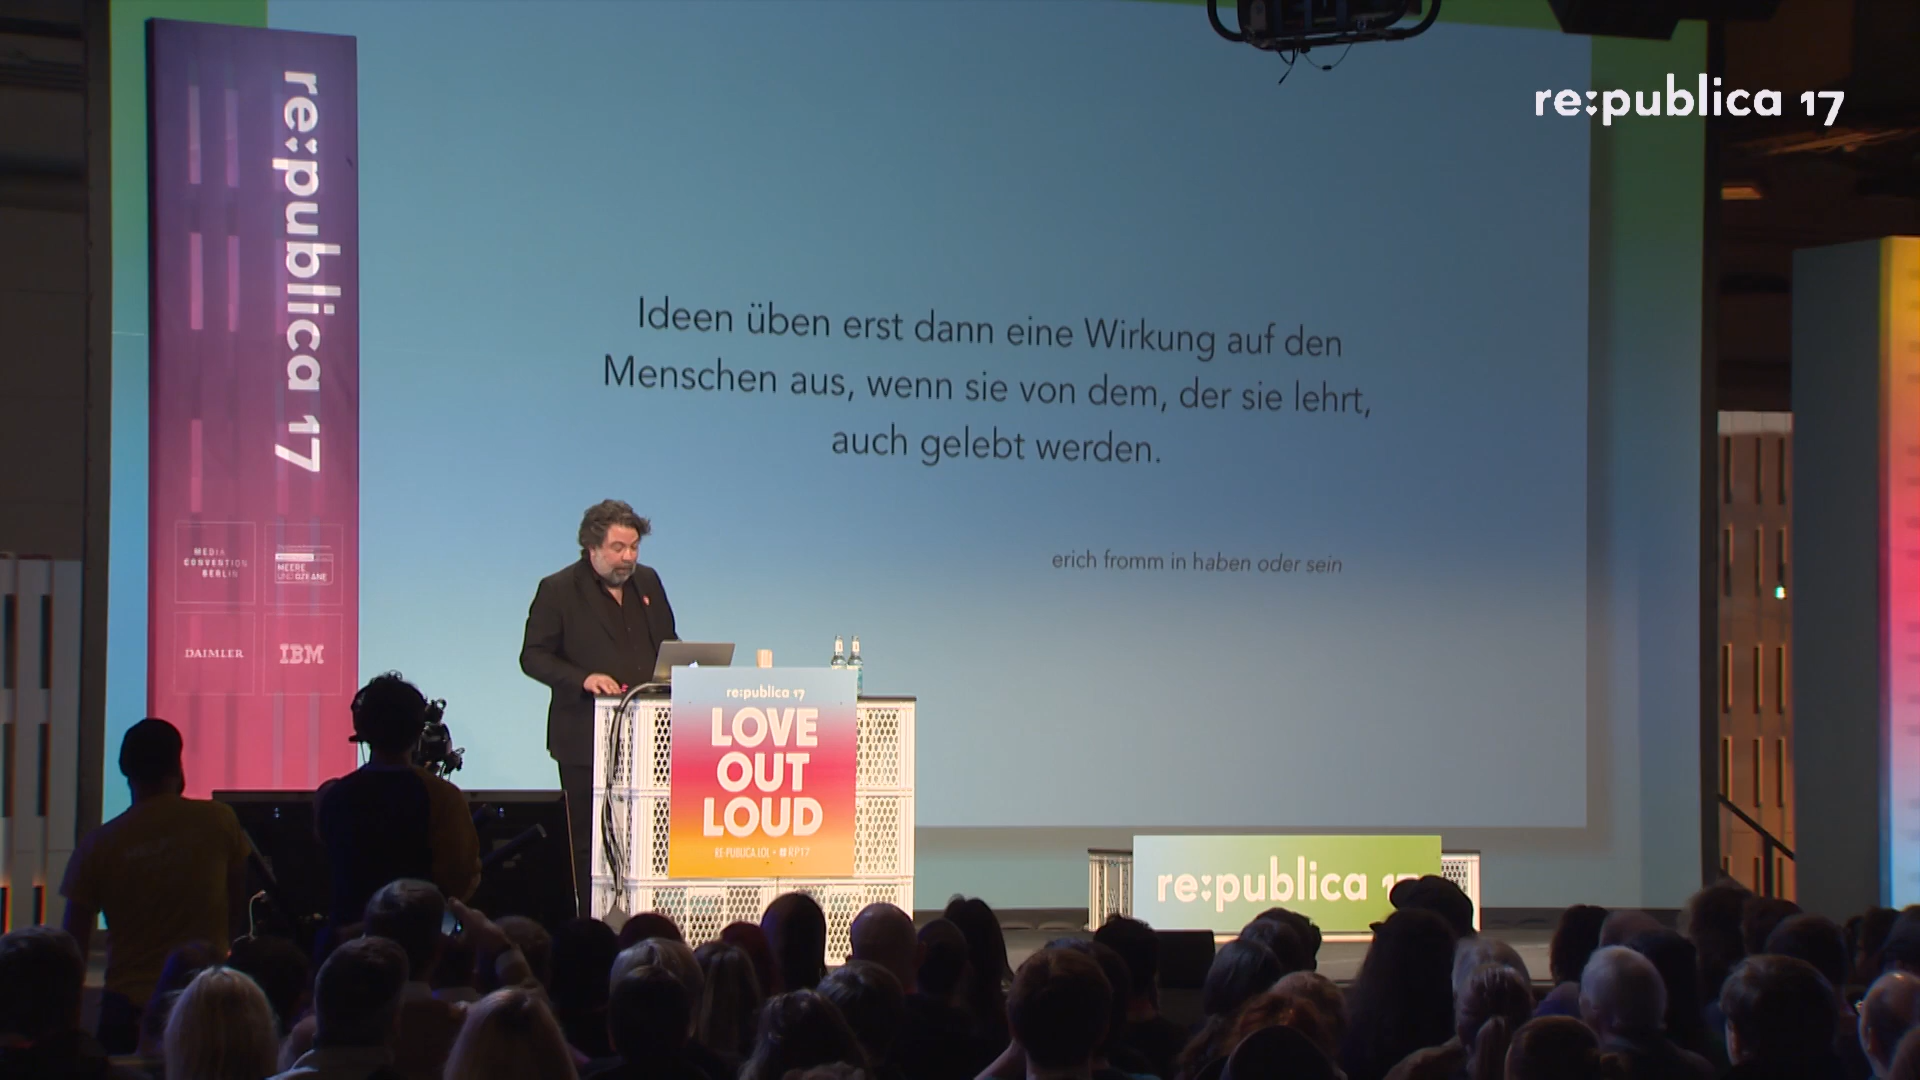 re:publica 17
re:publica 17
Ideen üben erst dann eine Wirkung auf den
Menschen aus, wenn sie von dem, der sie lehrt,
auch gelebt werden.
erich fromm in haben oder sein
MEDIA
CONVENTION
BERLIN
MEERE
UND OZEANE
DAIMLER
IBM
re:publica 17
LOVE
OUT
LOUD
RE-PUBLICA.LOL • #RP17
re:publica 17